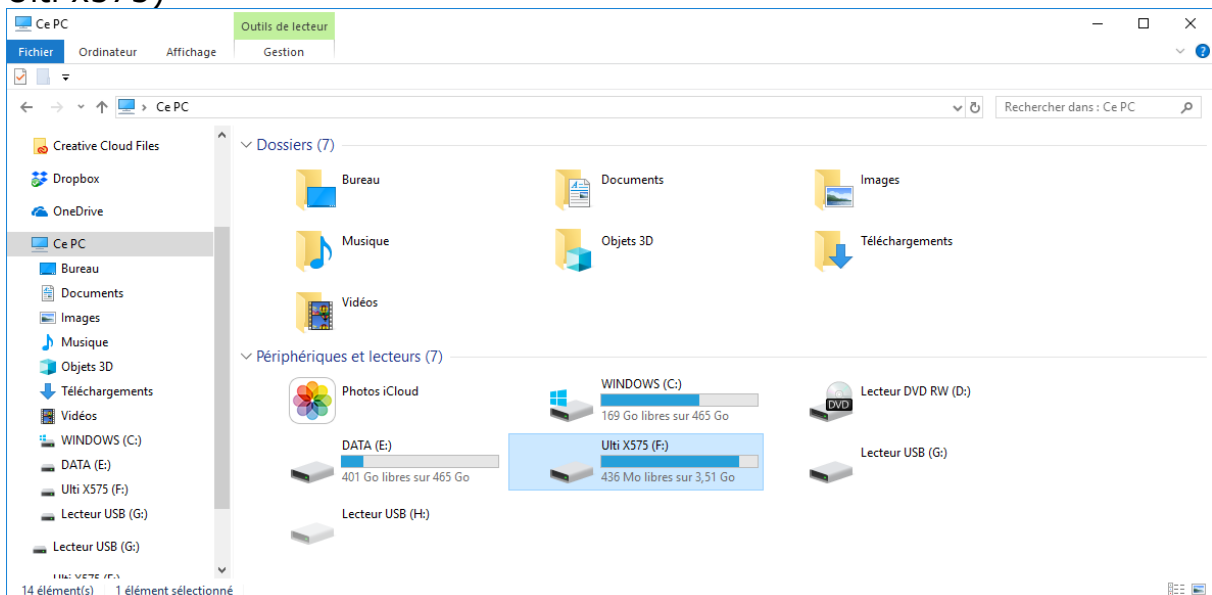 Ulti X575)
Ce PC
Outils de lecteur
Fichier
Ordinateur
Affichage
Gestion
Ce PC
Rechercher dans : Ce PC
Creative Cloud Files
Dropbox
OneDrive
Ce PC
Bureau
Documents
Images
Musique
Objets 3D
Téléchargements
Vidéos
WINDOWS (C:)
DATA (E:)
Ulti X575 (F:)
Lecteur USB (G:)
Lecteur USB (G:)
Ulti X575 (F:)
Dossiers (7)
Bureau
Documents
Images
Musique
Objets 3D
Téléchargements
Vidéos
Périphériques et lecteurs (7)
Photos iCloud
WINDOWS (C:)
169 Go libres sur 465 Go
Lecteur DVD RW (D:)
DVD
DATA (E:)
401 Go libres sur 465 Go
Ulti X575 (F:)
436 Mo libres sur 3,51 Go
Lecteur USB (G:)
Lecteur USB (H:)
14 élément(s)
1 élément sélectionné